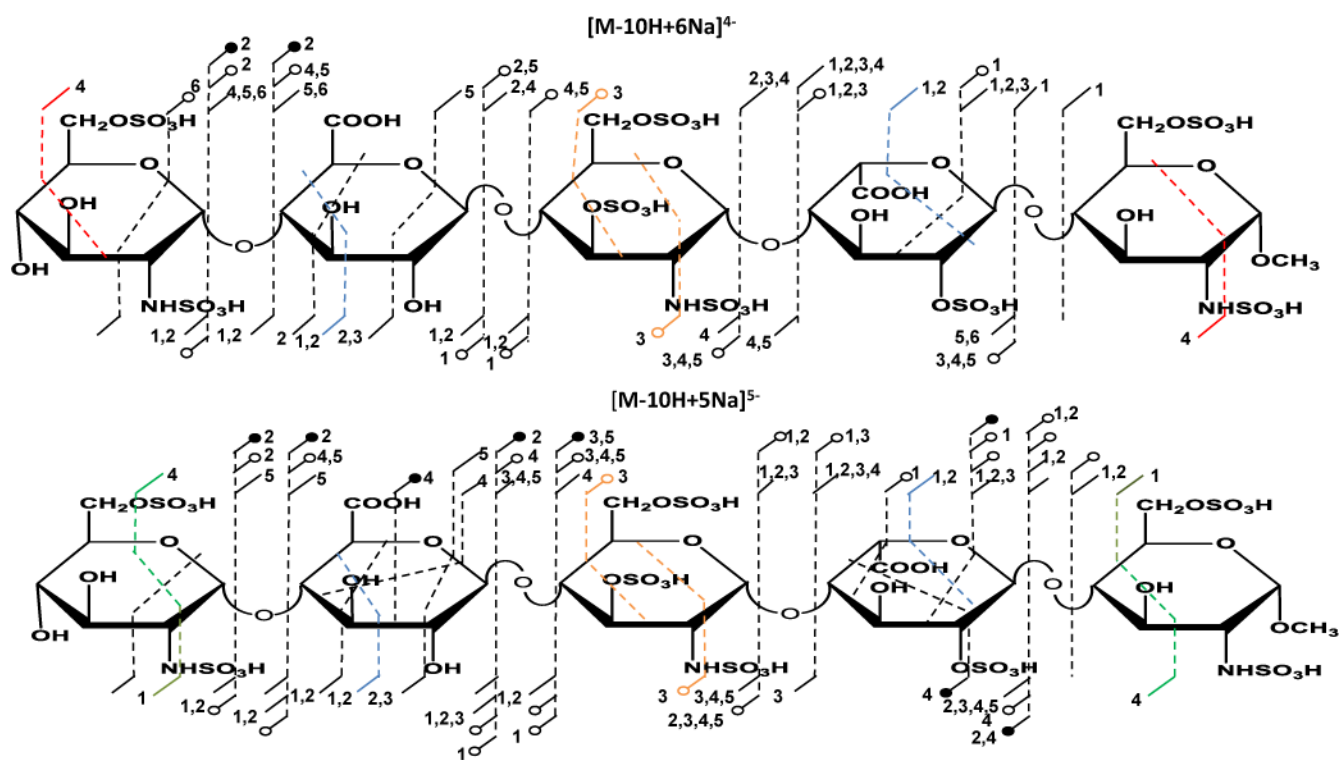 [M-10H+6Na]4-
2 2
2 4,5 1 1,2,3,4
4 6 4,5,6 5,6 5 2,5 2,4 4,5 3 2,3,4 1,2,3 1,2 1,2,3 1 1
CH2OSO3H COOH CH2OSO3H CH2OSO3H
O O O O O
OH OH OSO3H COOH OH OH
O O O O
OH OCH3
NHSO3H OH NHSO3H OSO3H NHSO3H
1,2 1,2 2 1,2 2,3 1,2 1,2 4 4,5 5,6
1 1 3 3,4,5 3,4,5 4
[M-10H+5Na]5-
2 2 2 3,5 1,2 1,3 1 1,2
2 4,5 5 4 3,4,5 1,2
4 5 5 4 4 3,4,5 4 3 1,2,3 1,2,3,4 1 1,2 1,2,3 1,2 1
CH2OSO3H COOH CH2OSO3H CH2OSO3H
O O O O O
OH OH OSO3H COOH OH OH
O O O O
OH OCH3
NHSO3H OH NHSO3H OSO3H NHSO3H
1 1,2 1,2 1,2 2,3 1,2 3,4,5 3 4 4
1,2 1,2,3 3 2,3,4,5 2,3,4,5
1 1 4
2,4